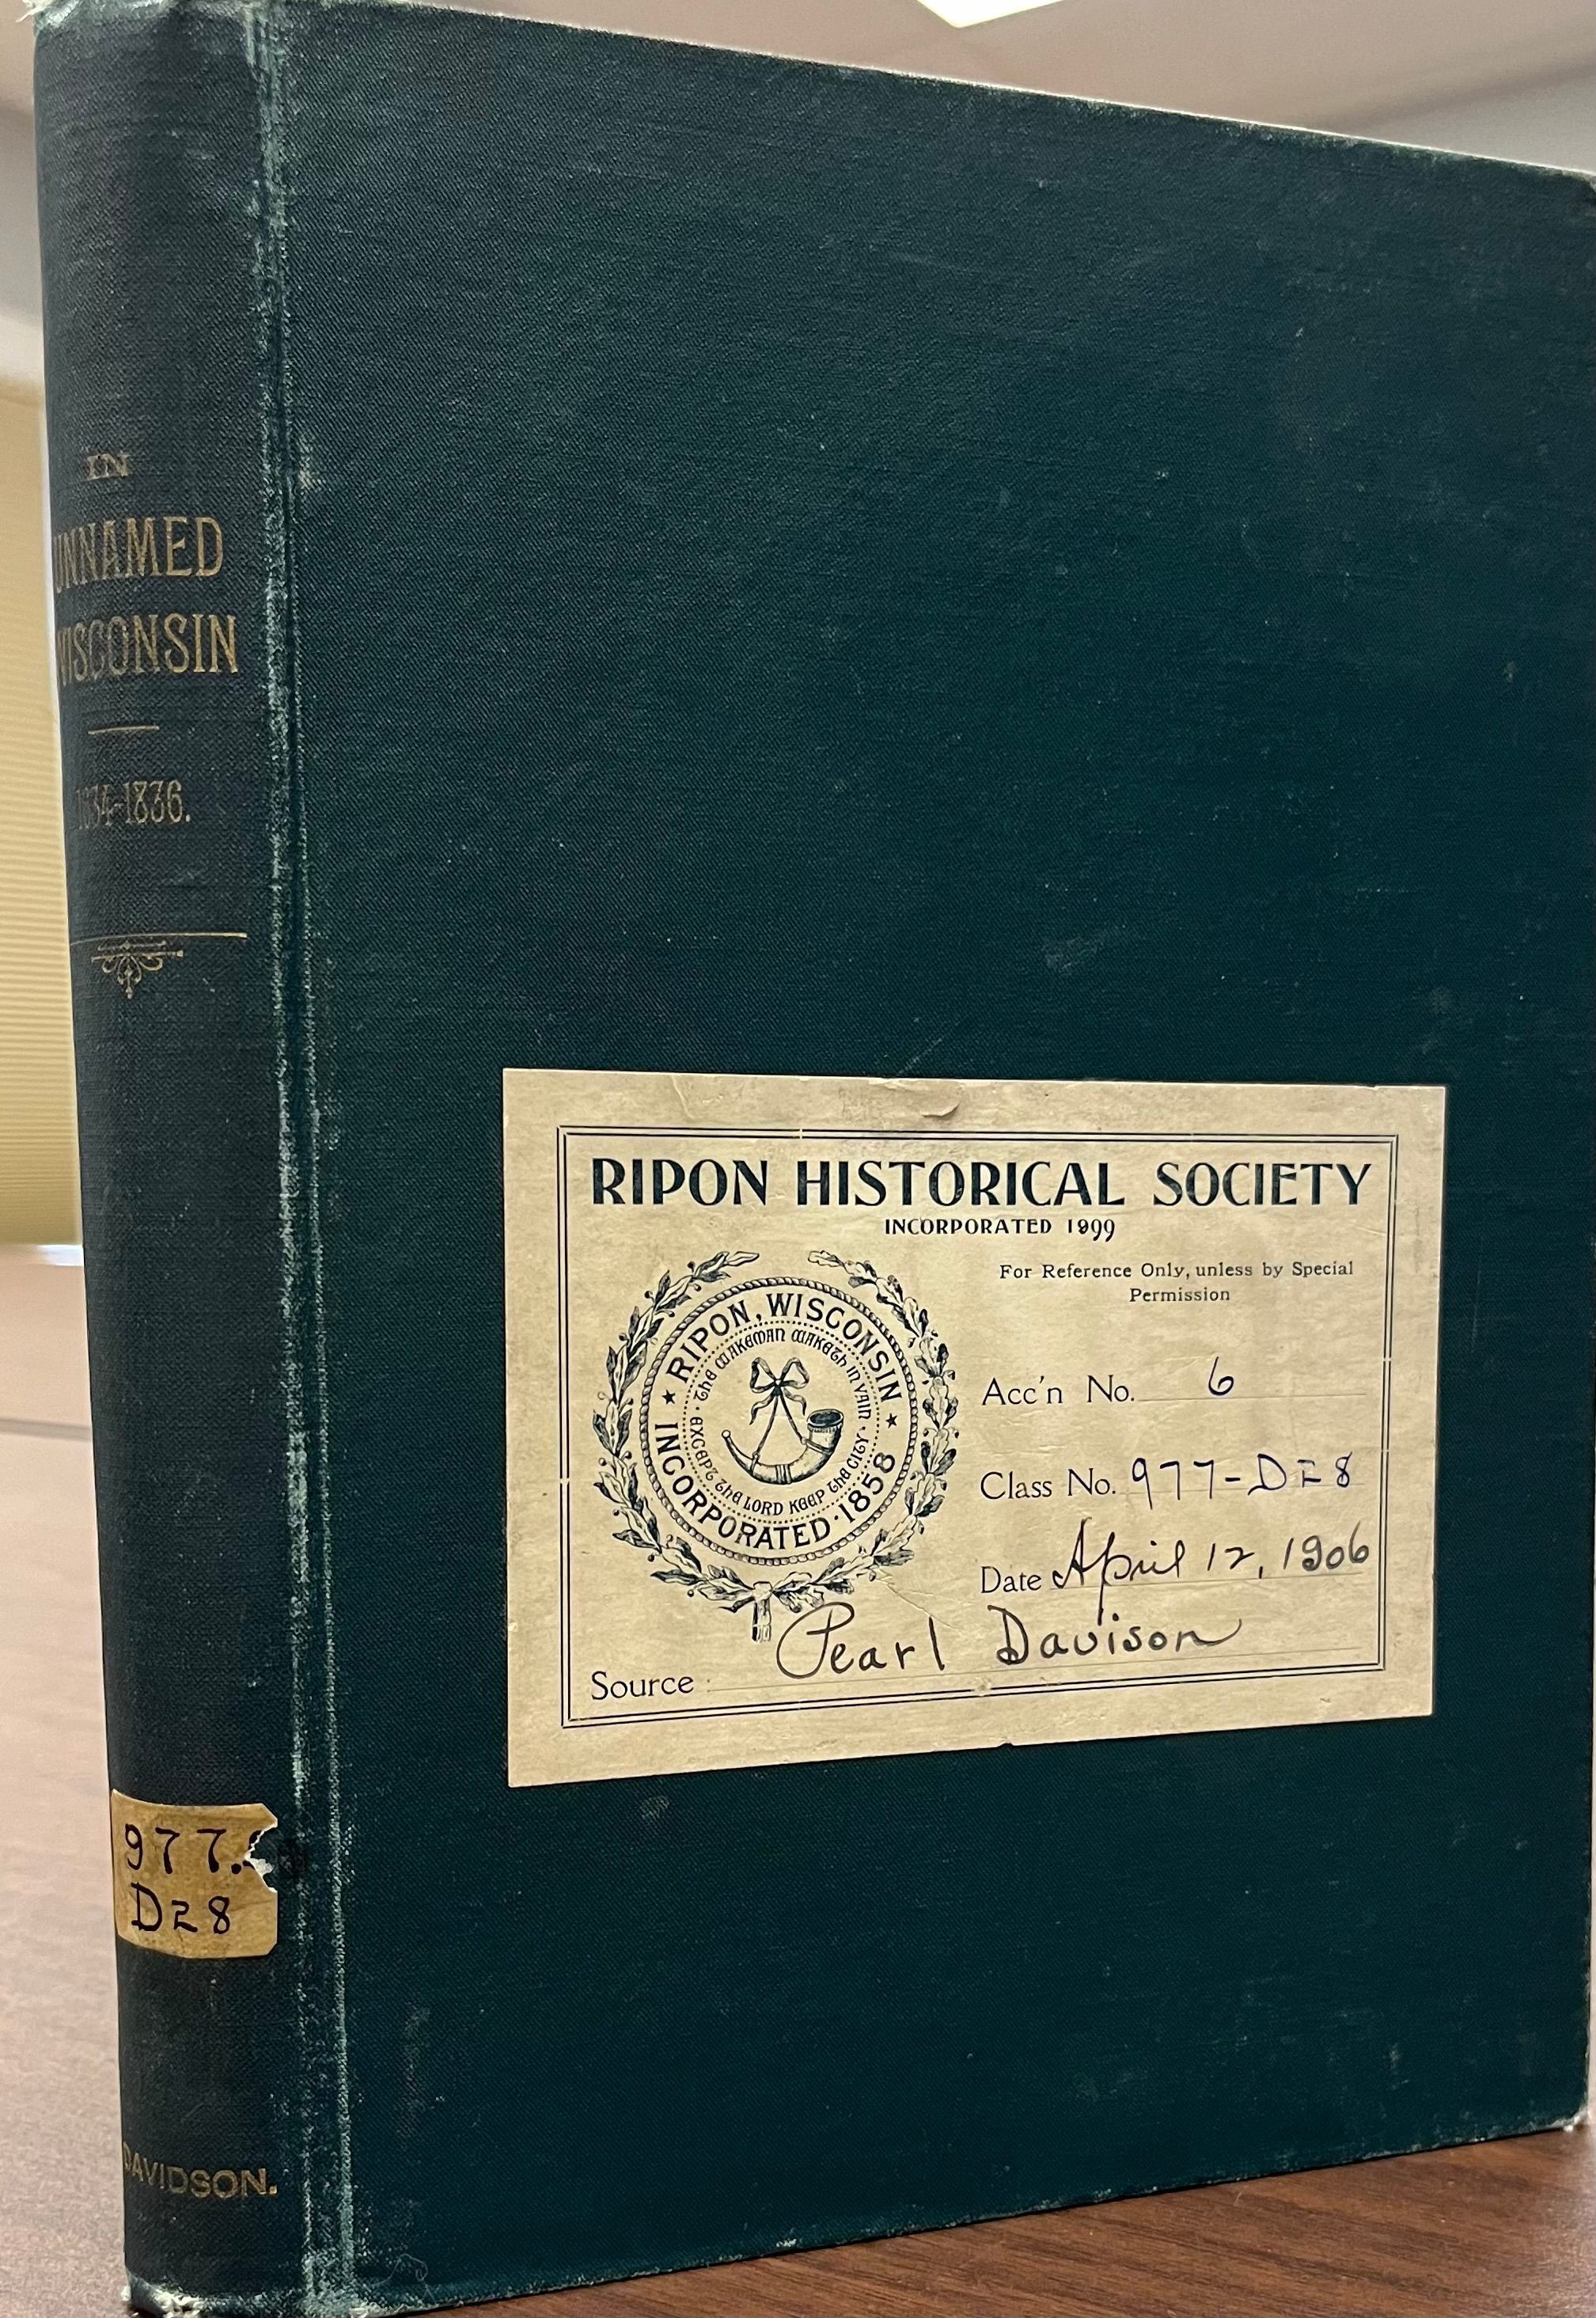 IN
UNNAMED
WISCONSIN
1834-1836.
977.
D28
DAVIDSON.
RIPON HISTORICAL SOCIETY
INCORPORATED 1899
For Reference Only, unless by Special
Permission
★ RIPON, WISCONSIN ★
INCORPORATED · 1858
· EXCEPT THE LORD KEEP THE CITY · THE WAKEMAN WAKETH IN VAIN
Acc'n No. 6
Class No. 977-D28
Date April 12, 1906
Source Pearl Davison